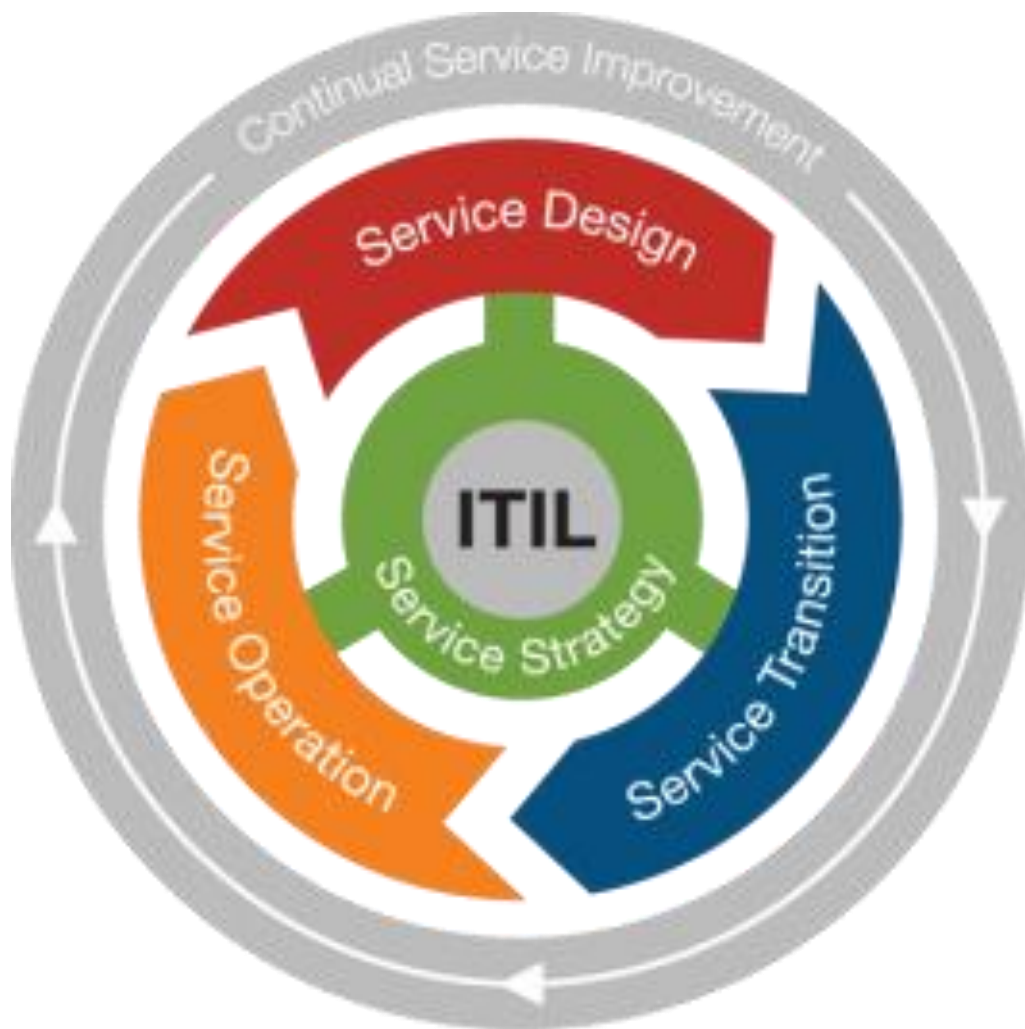 Continual Service Improvement
Service Design
ITIL
Service Strategy
Service Operation
Service Transition